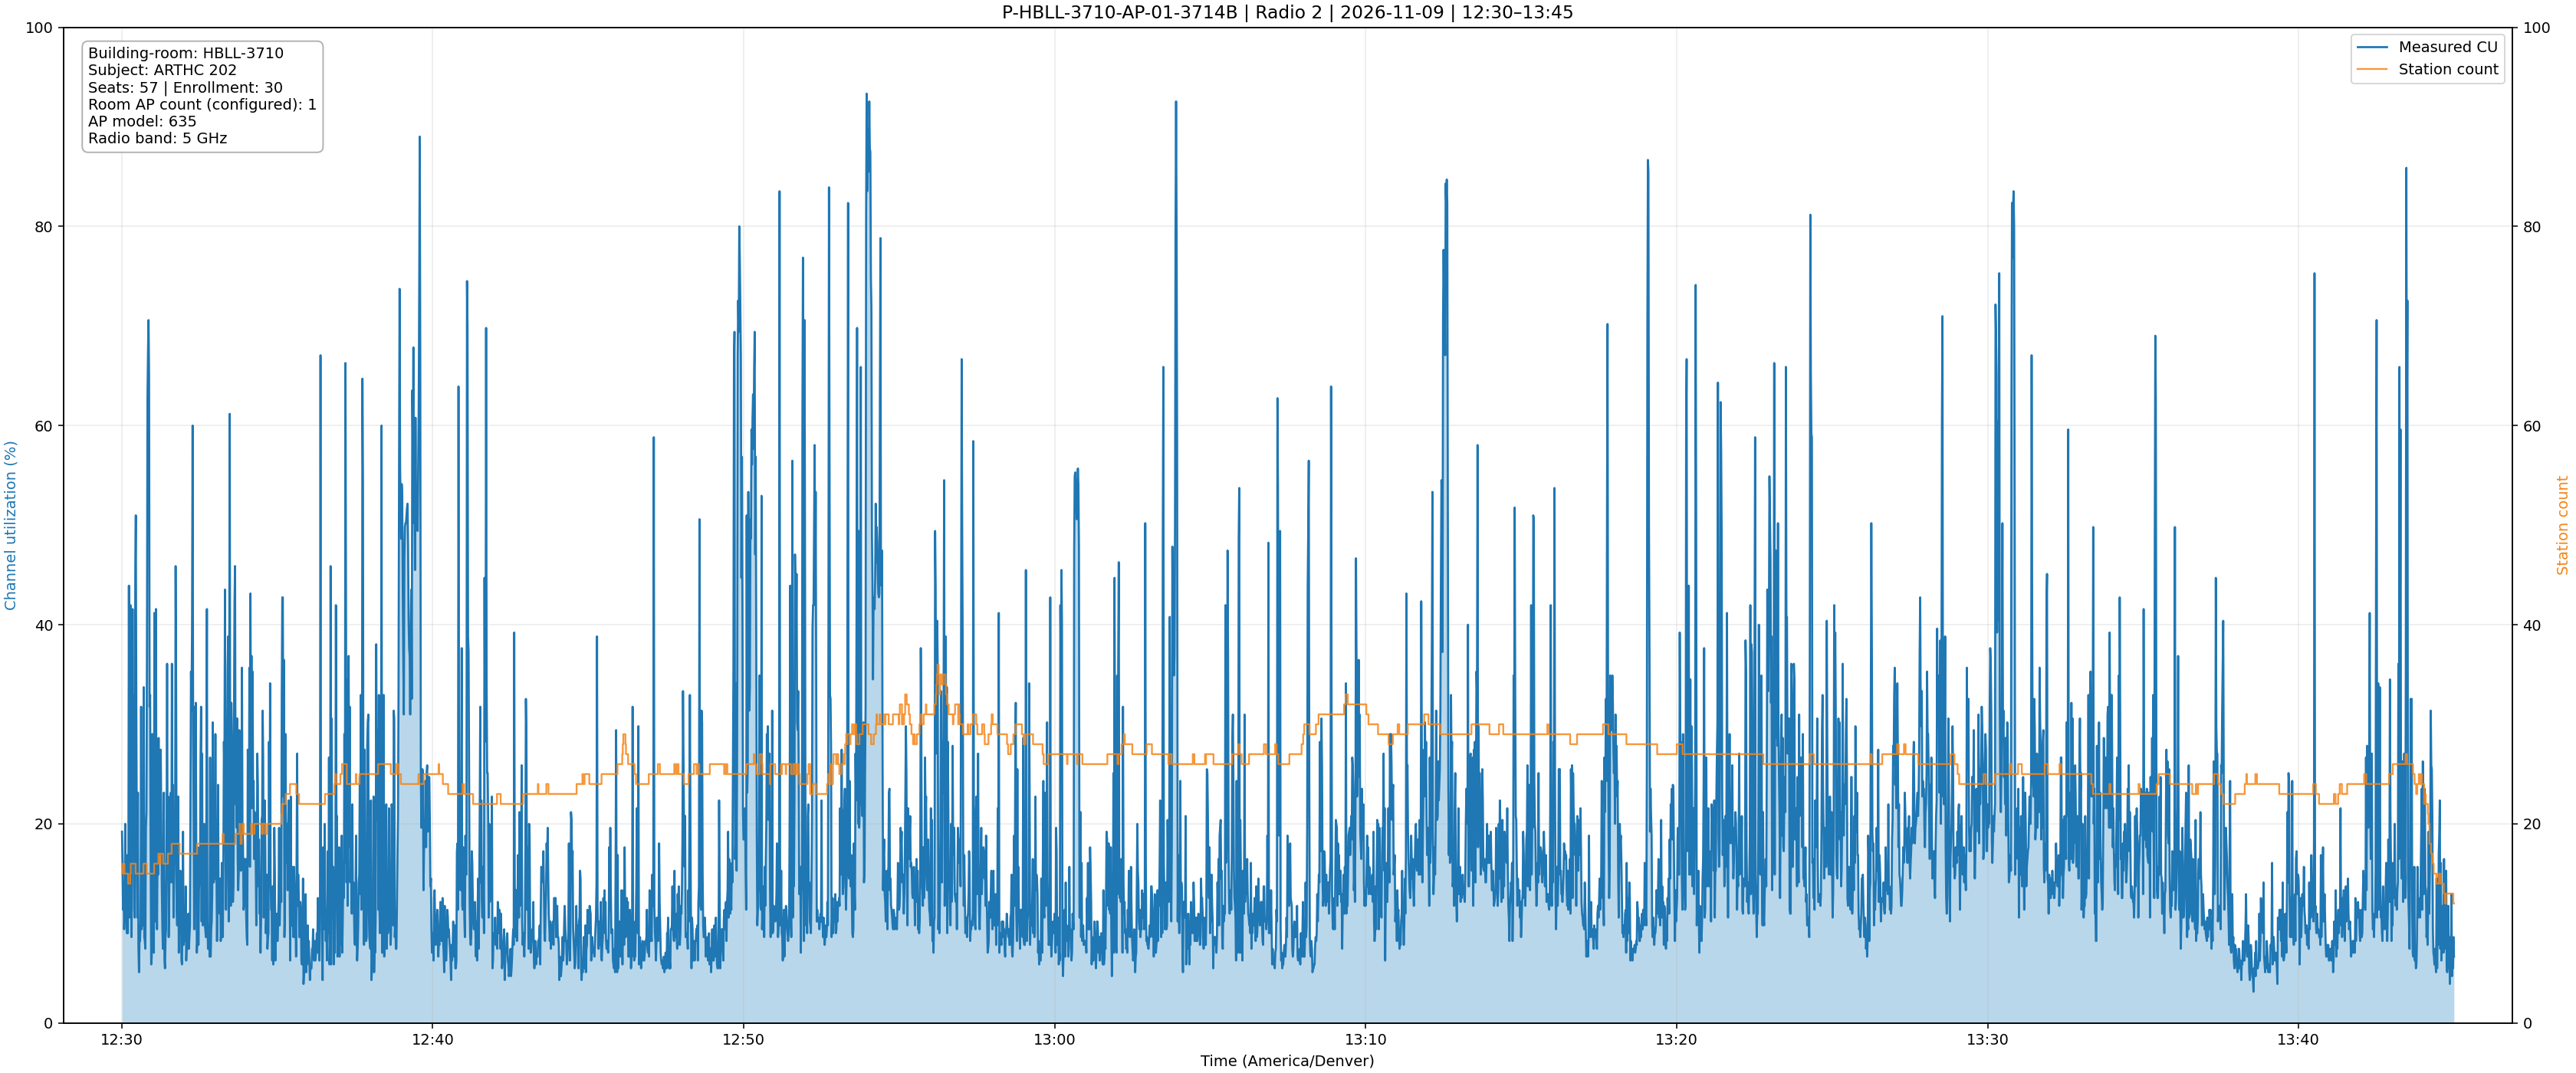 P-HBLL-3710-AP-01-3714B | Radio 2 | 2026-11-09 | 12:30–13:45
Building-room: HBLL-3710
Subject: ARTHC 202
Seats: 57 | Enrollment: 30
Room AP count (configured): 1
AP model: 635
Radio band: 5 GHz
Measured CU
Station count
Channel utilization (%)
100
80
60
40
20
0
Station count
100
80
60
40
20
0
12:30
12:40
12:50
13:00
13:10
13:20
13:30
13:40
Time (America/Denver)